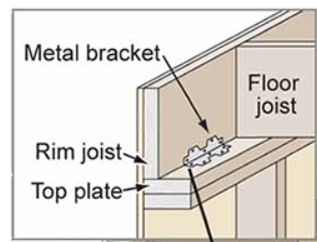 Metal bracket
Floor
joist
Rim joist
Top plate